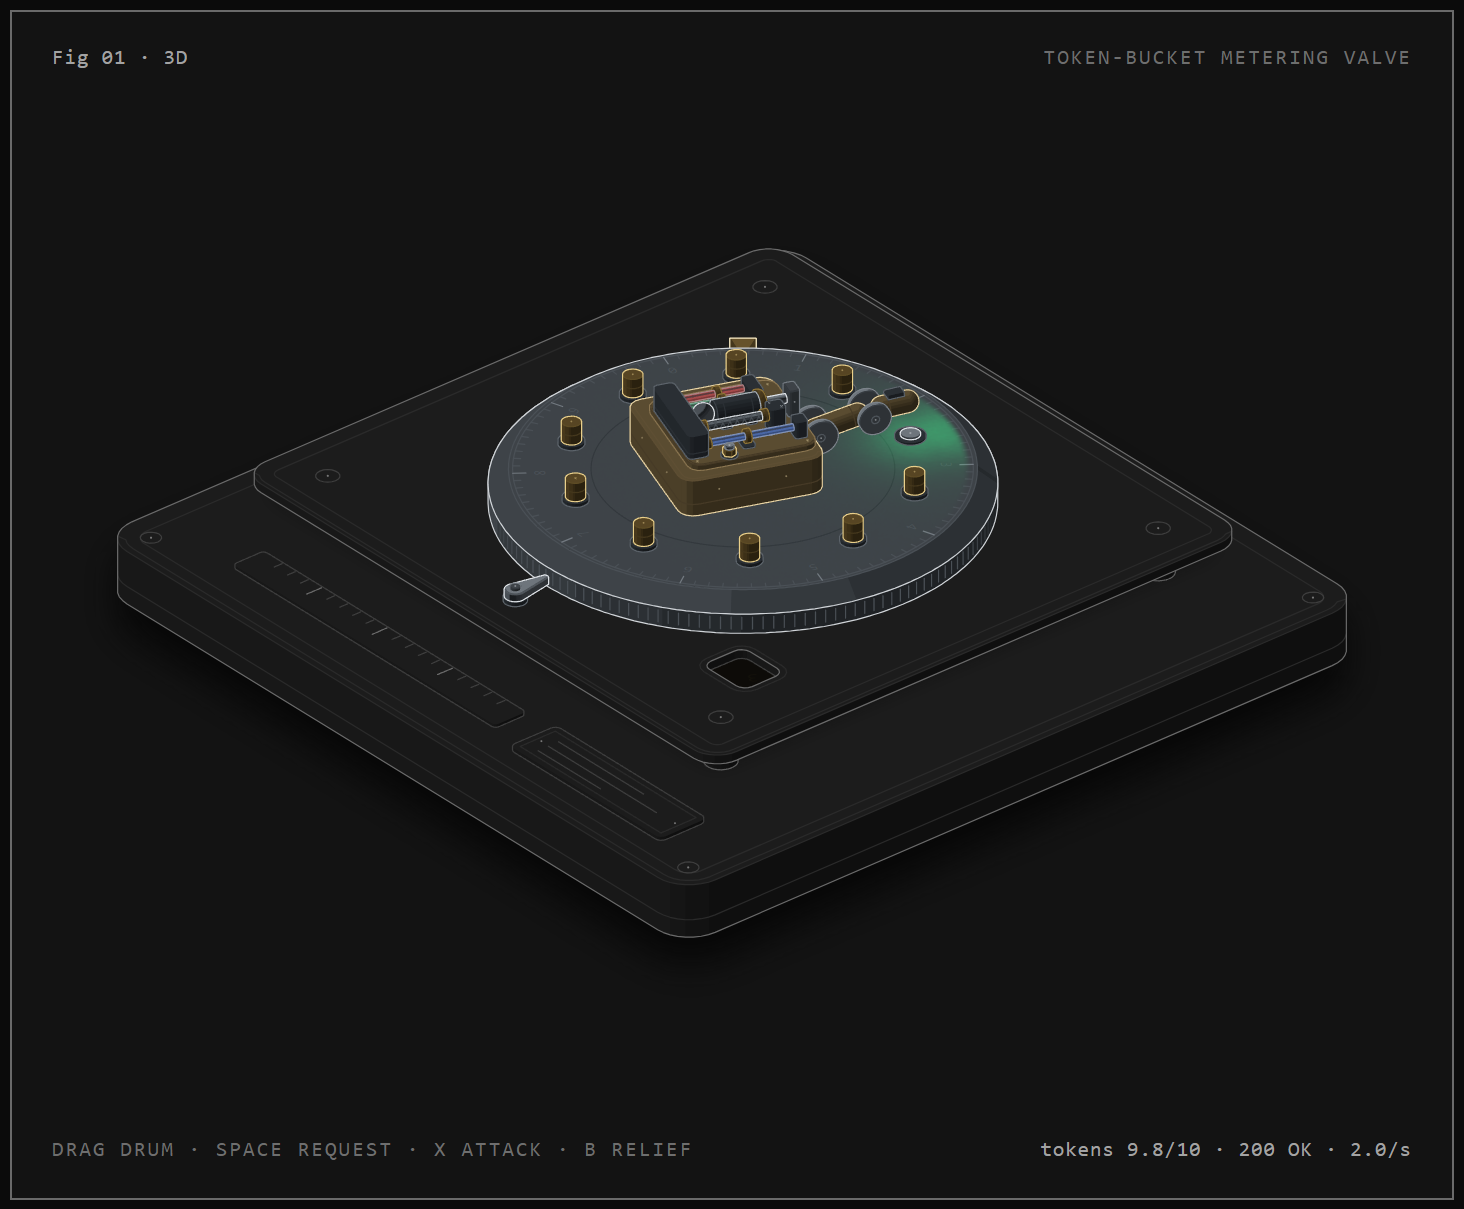 Fig 01 · 3D
TOKEN-BUCKET METERING VALVE
DRAG DRUM · SPACE REQUEST · X ATTACK · B RELIEF
tokens 9.8/10 · 200 OK · 2.0/s